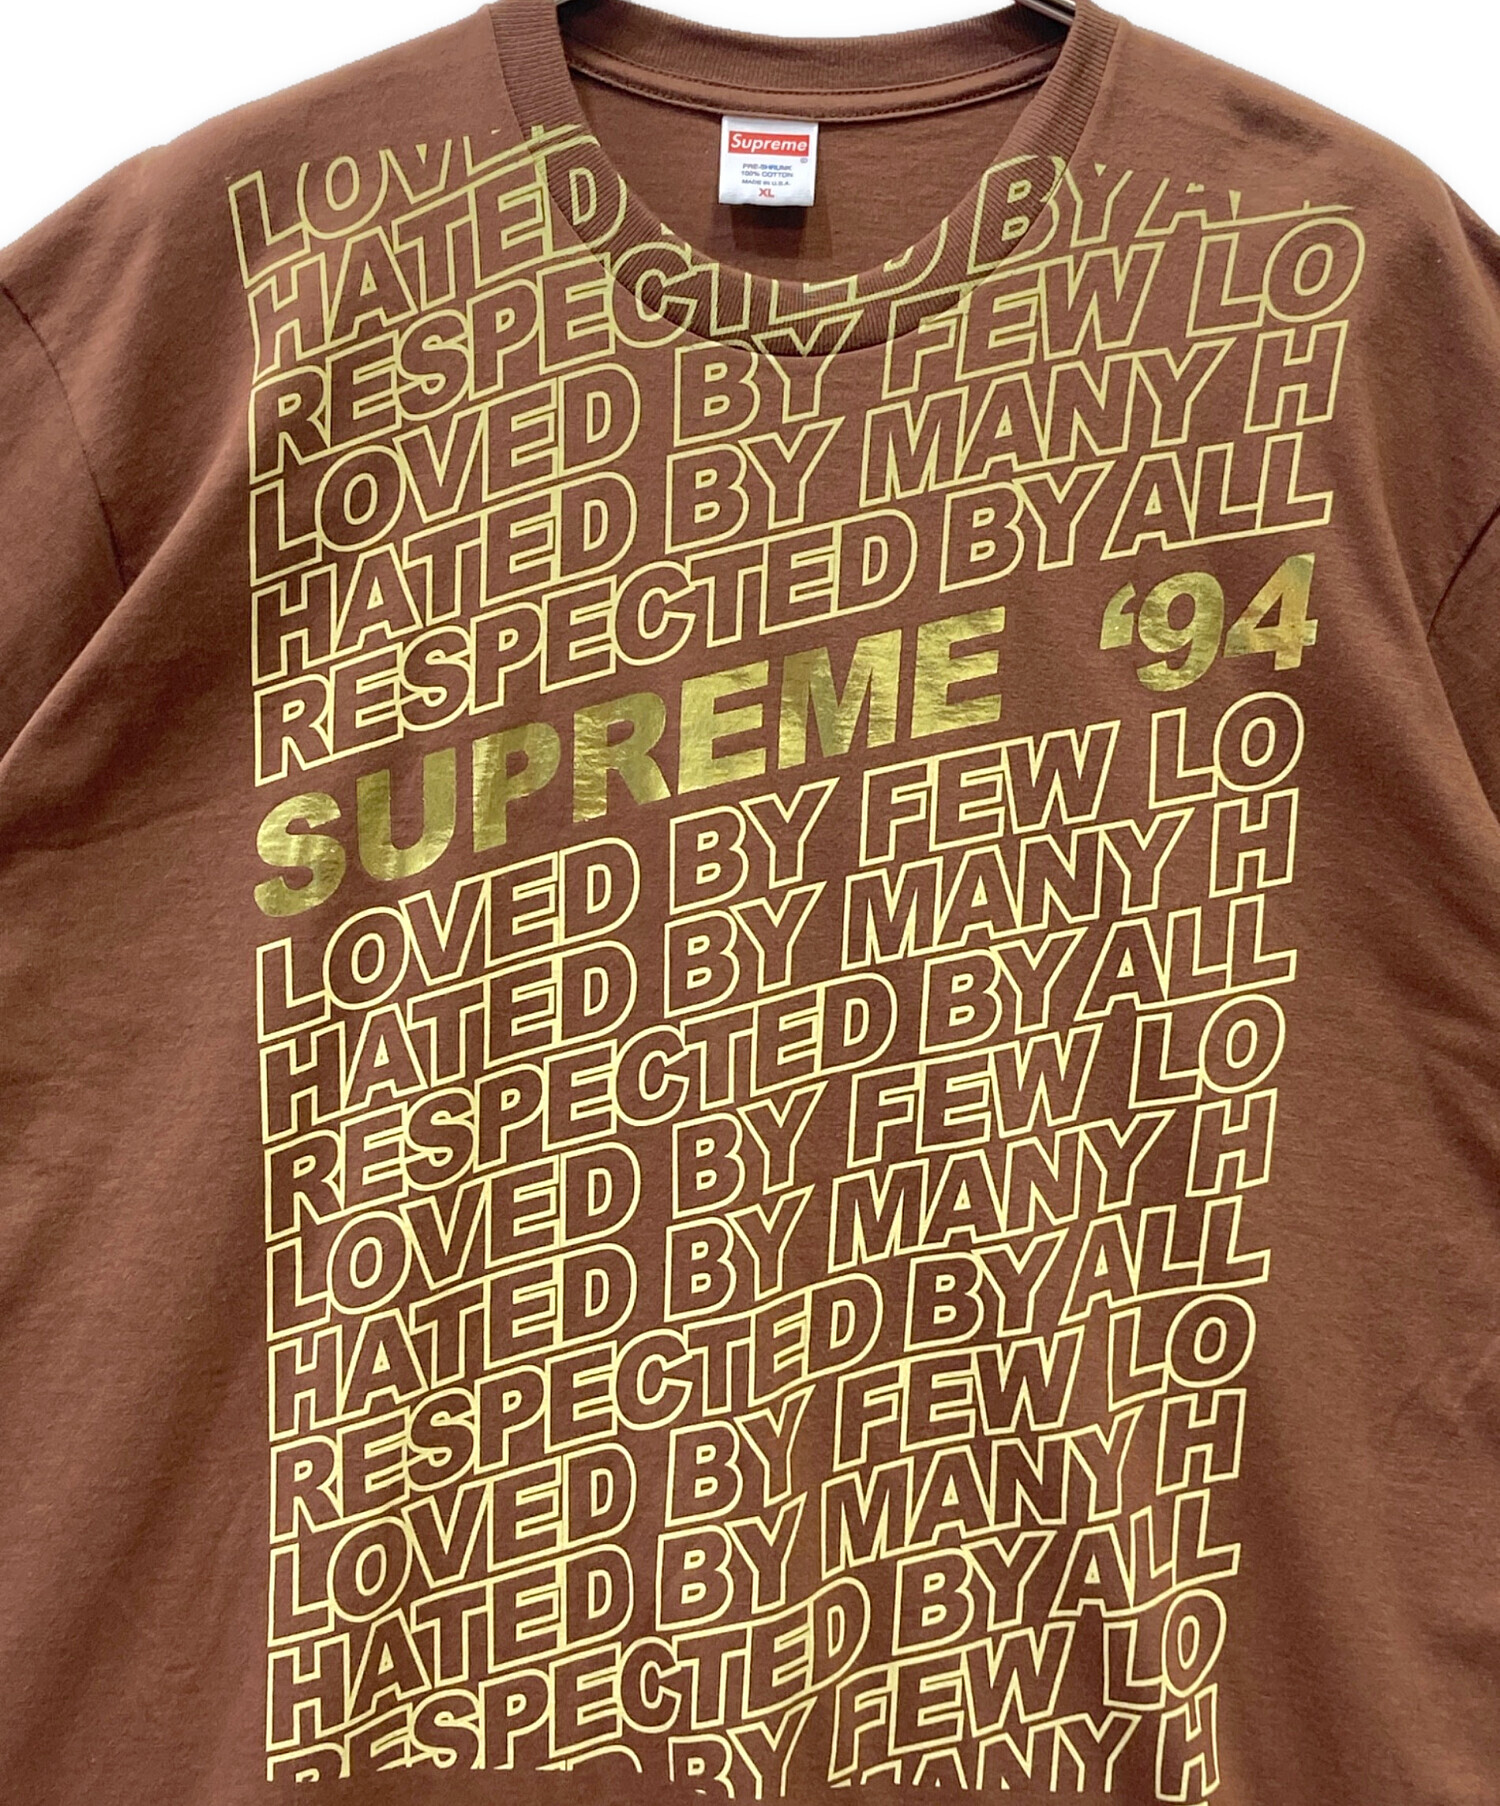 Supreme
PRE-SHRUNK
100% COTTON
MADE IN U.S.A.
XL
HATED
RESPECTED BY ALL
LOVED BY FEW LO
HATED BY MANY H
RESPECTED BY ALL
SUPREME ‘94
LOVED BY FEW LO
HATED BY MANY H
RESPECTED BY ALL
LOVED BY FEW LO
HATED BY MANY H
RESPECTED BY ALL
LOVED BY FEW LO
HATED BY MANY H
RESPECTED BY ALL
BY FEW LO
BY MANY H